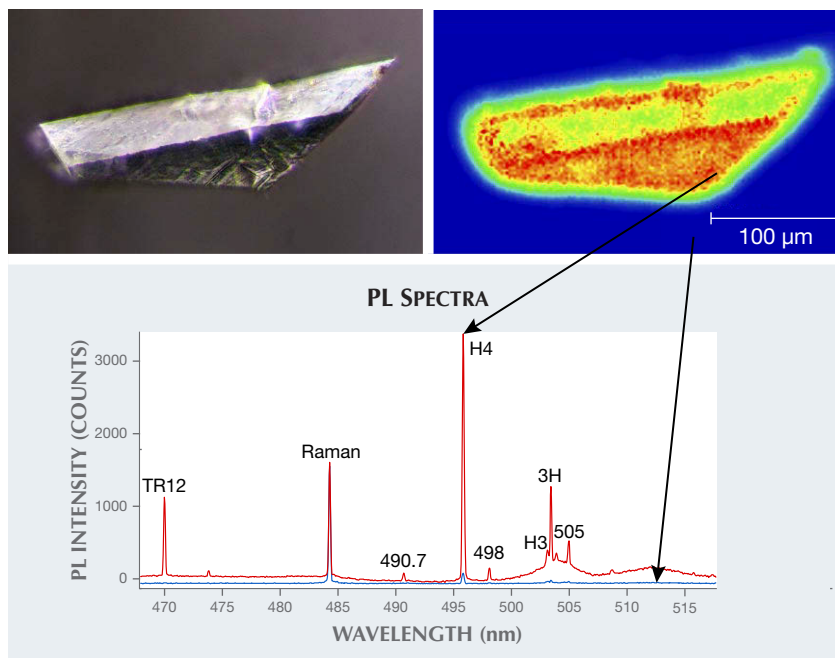 100 µm
PL SPECTRA
PL INTENSITY (COUNTS)
3000
2000
1000
0
H4
Raman
TR12
3H
H3
505
490.7
498
470
475
480
485
490
495
500
505
510
515
WAVELENGTH (nm)